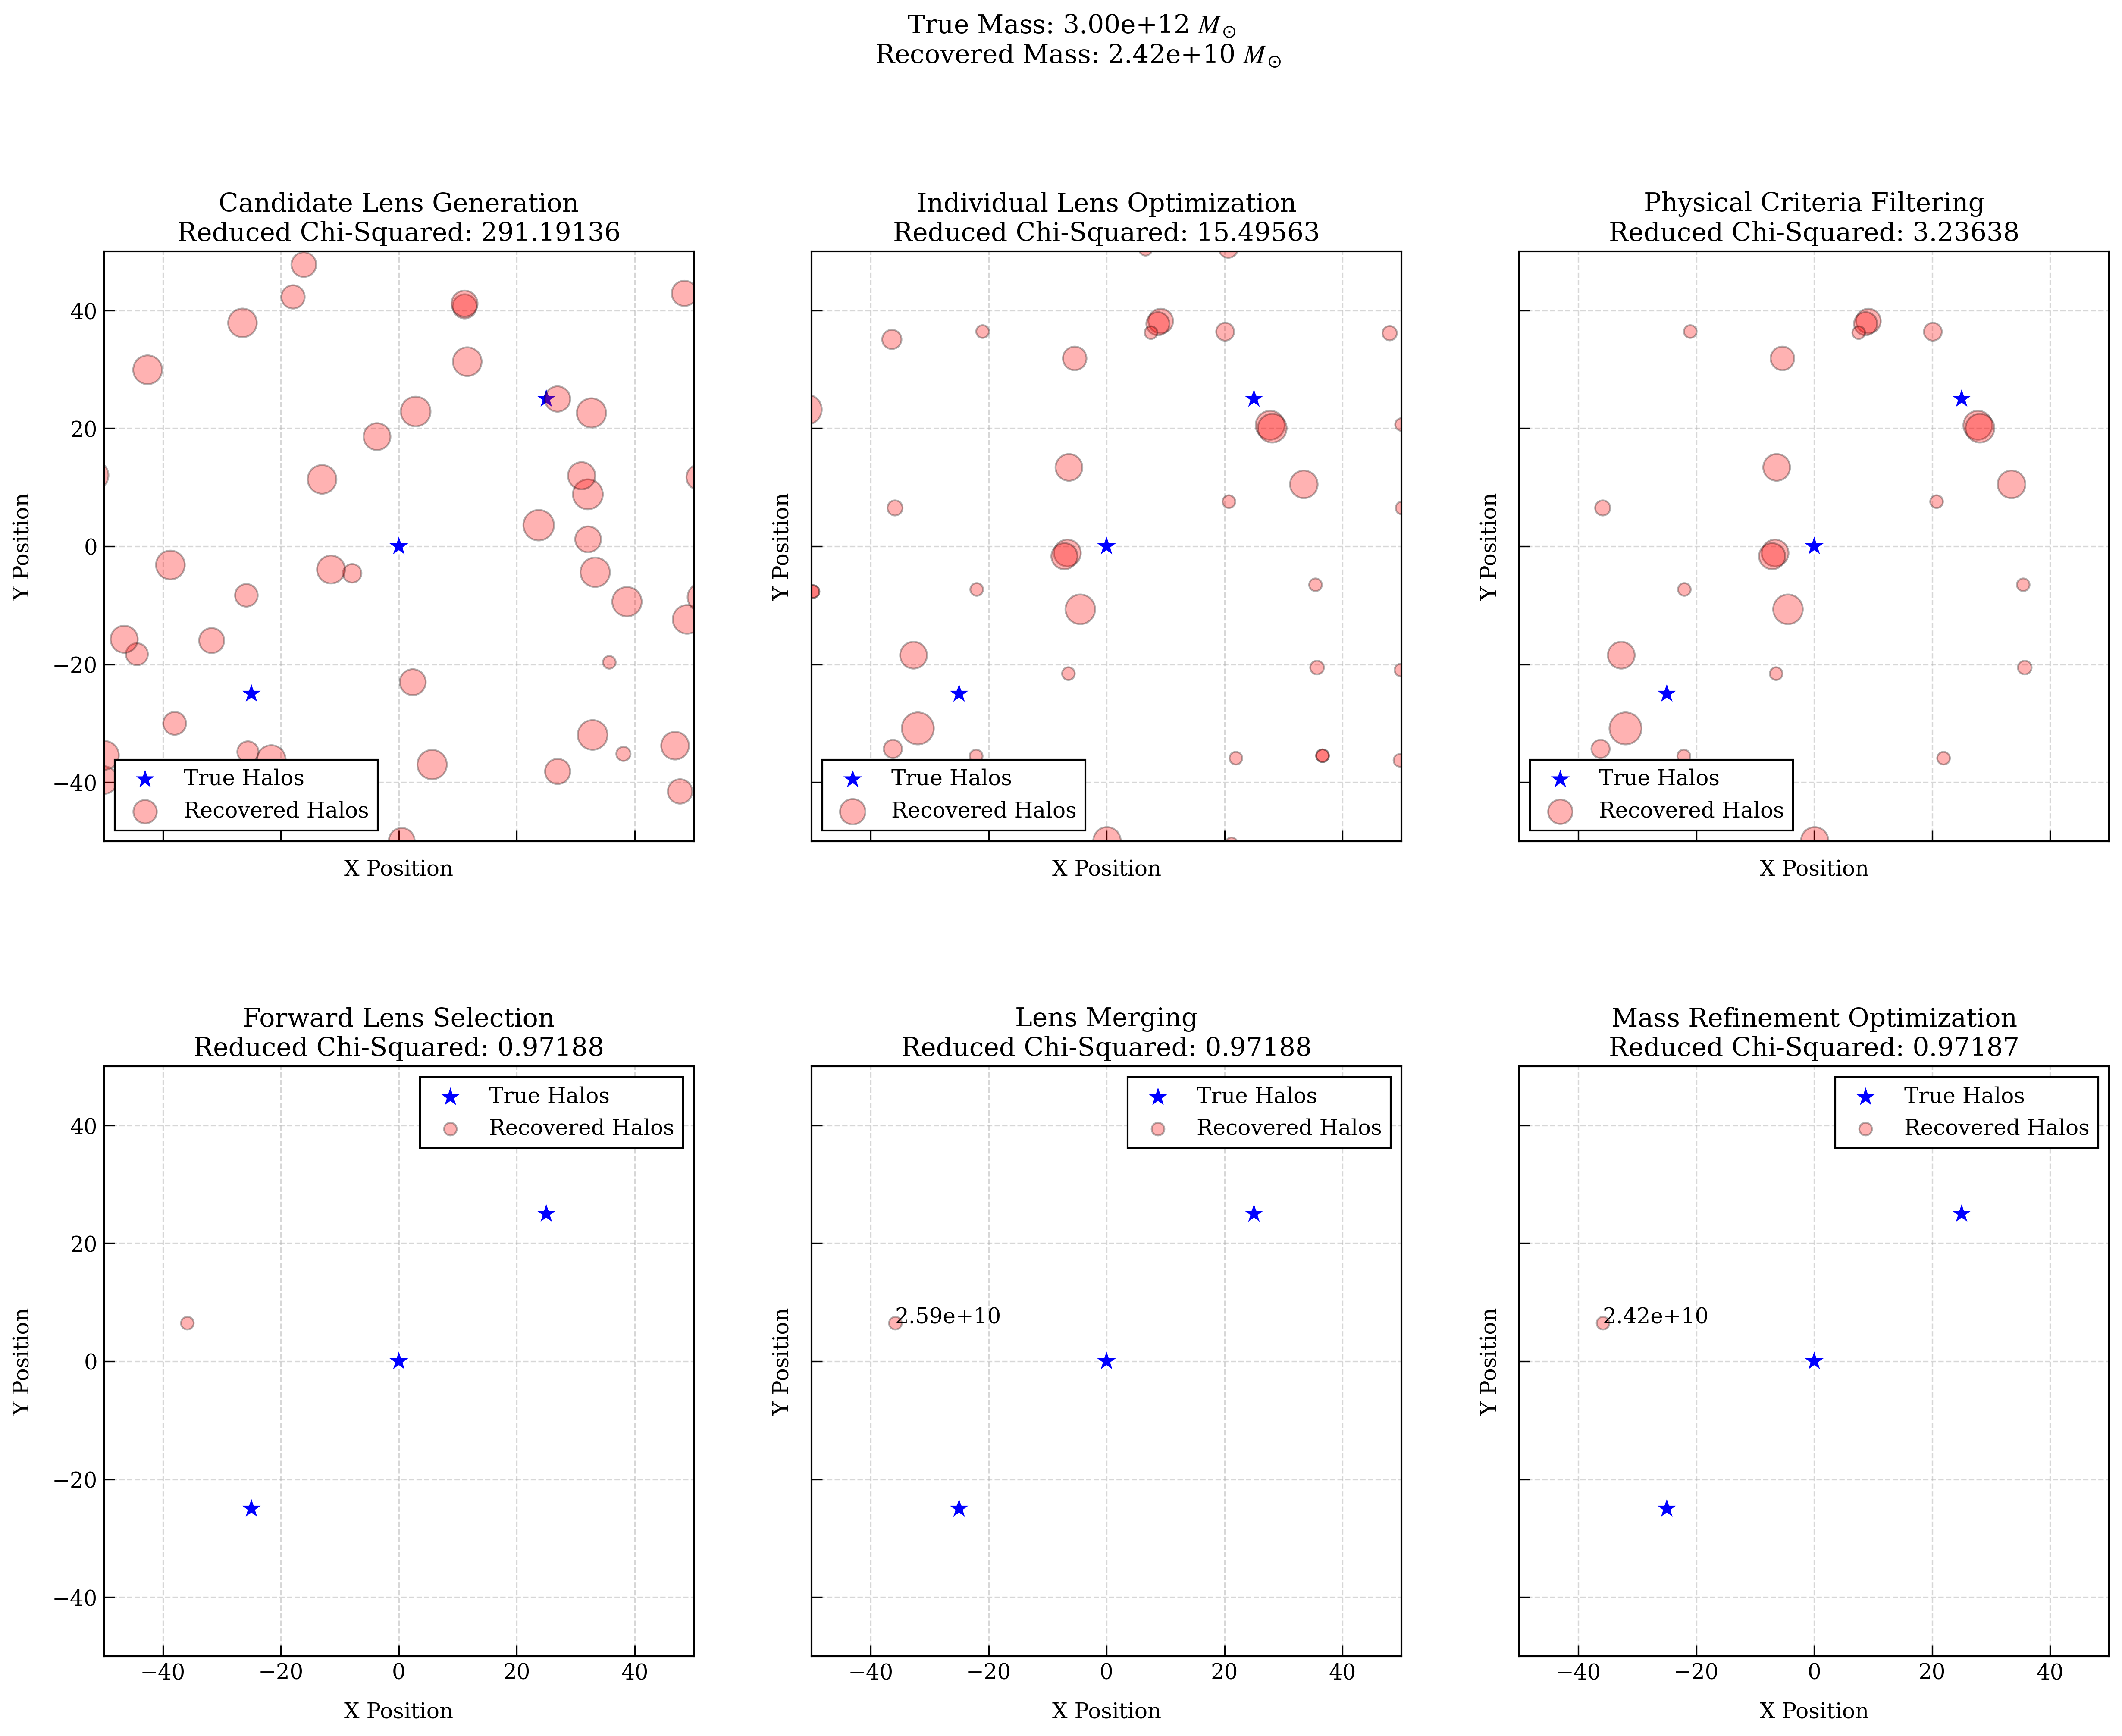 True Mass: 3.00e+12 M⊙
Recovered Mass: 2.42e+10 M⊙
Candidate Lens Generation
Reduced Chi-Squared: 291.19136
Y Position
40
20
0
−20
−40
True Halos
Recovered Halos
X Position
Individual Lens Optimization
Reduced Chi-Squared: 15.49563
Y Position
True Halos
Recovered Halos
X Position
Physical Criteria Filtering
Reduced Chi-Squared: 3.23638
Y Position
True Halos
Recovered Halos
X Position
Forward Lens Selection
Reduced Chi-Squared: 0.97188
True Halos
Recovered Halos
Y Position
40
20
0
−20
−40
−40 −20 0 20 40
X Position
Lens Merging
Reduced Chi-Squared: 0.97188
True Halos
Recovered Halos
2.59e+10
Y Position
−40 −20 0 20 40
X Position
Mass Refinement Optimization
Reduced Chi-Squared: 0.97187
True Halos
Recovered Halos
2.42e+10
Y Position
−40 −20 0 20 40
X Position